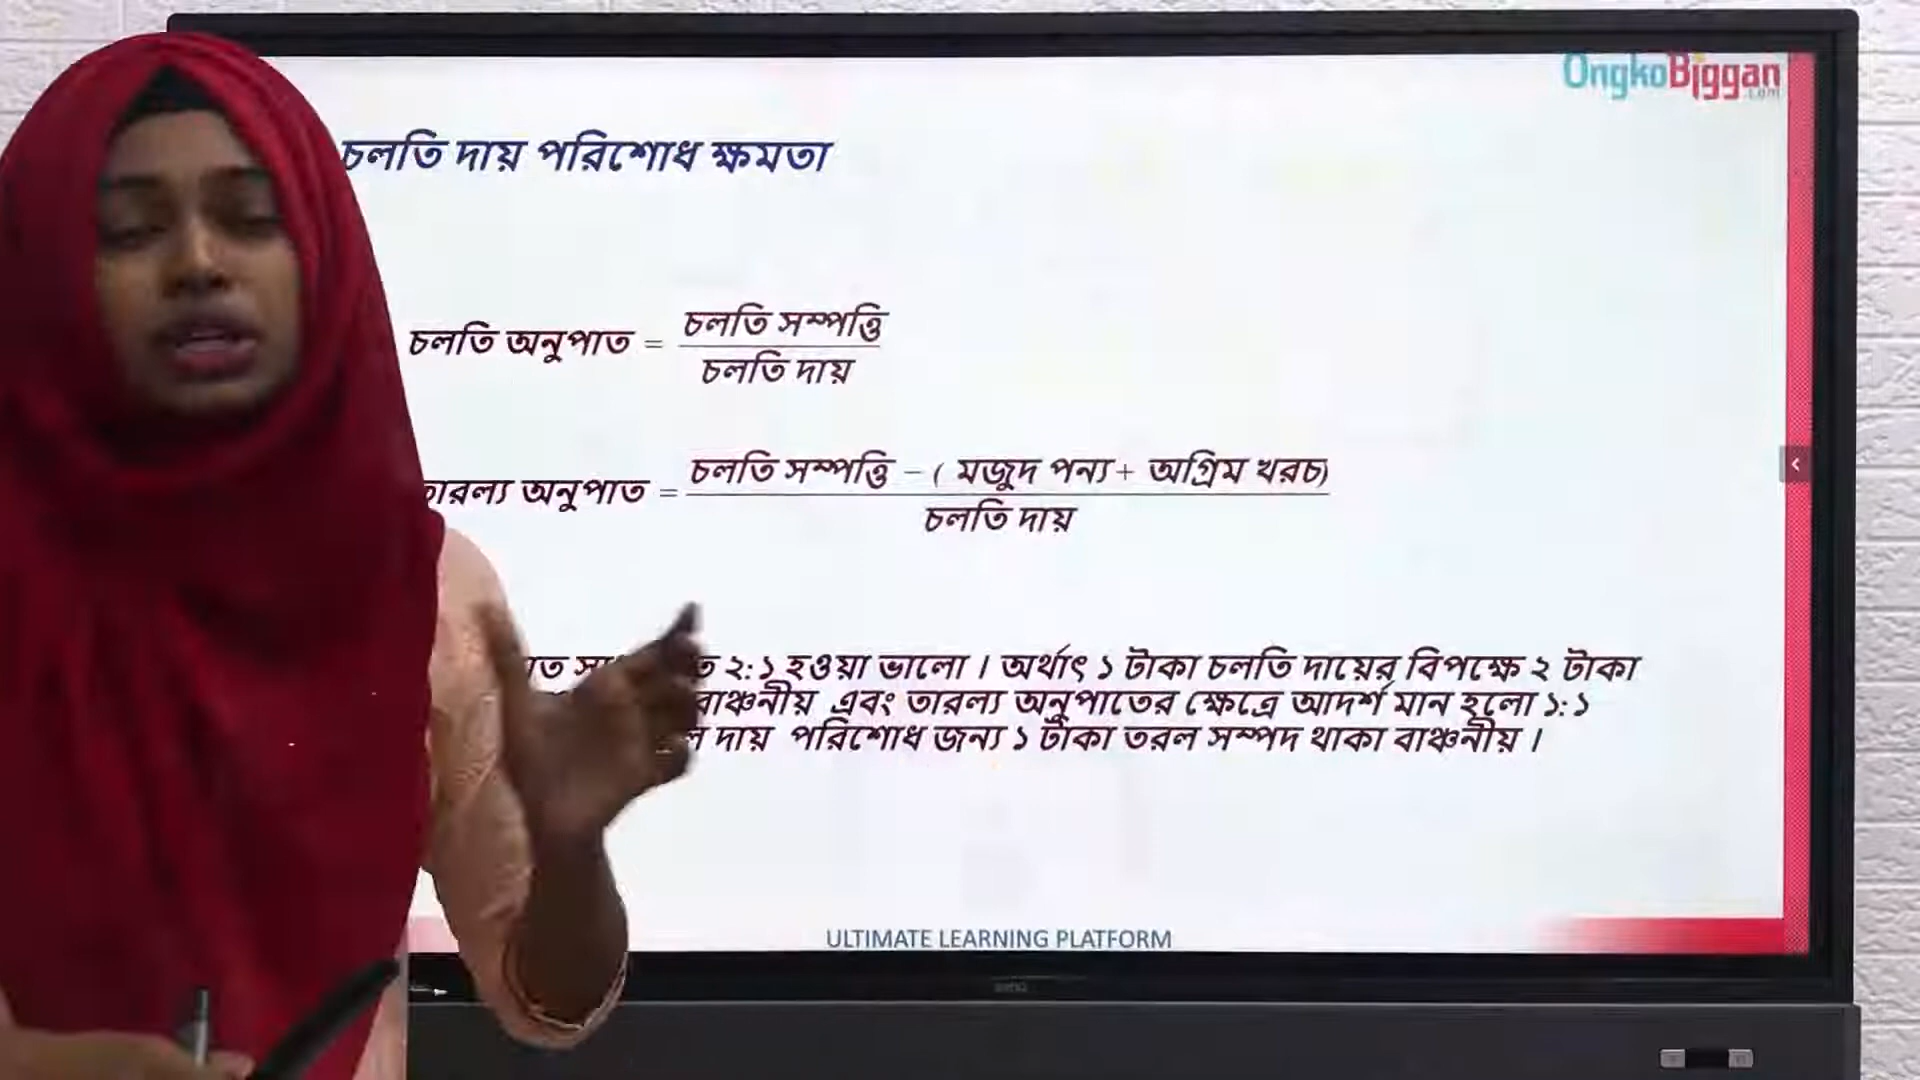 OngkoBiggan
.com
চলতি দায় পরিশোধ ক্ষমতা
চলতি সম্পত্তি
চলতি অনুপাত =
চলতি দায়
চলতি সম্পত্তি – ( মজুদ পন্য + অগ্রিম খরচ)
তারল্য অনুপাত =
চলতি দায়
২:১ হওয়া ভালো । অর্থাৎ ১ টাকা চলতি দায়ের বিপক্ষে ২ টাকা
বাঞ্চনীয় এবং তারল্য অনুপাতের ক্ষেত্রে আদর্শ মান হলো ১:১
দায় পরিশোধ জন্য ১ টাকা তরল সম্পদ থাকা বাঞ্চনীয় ।
ULTIMATE LEARNING PLATFORM